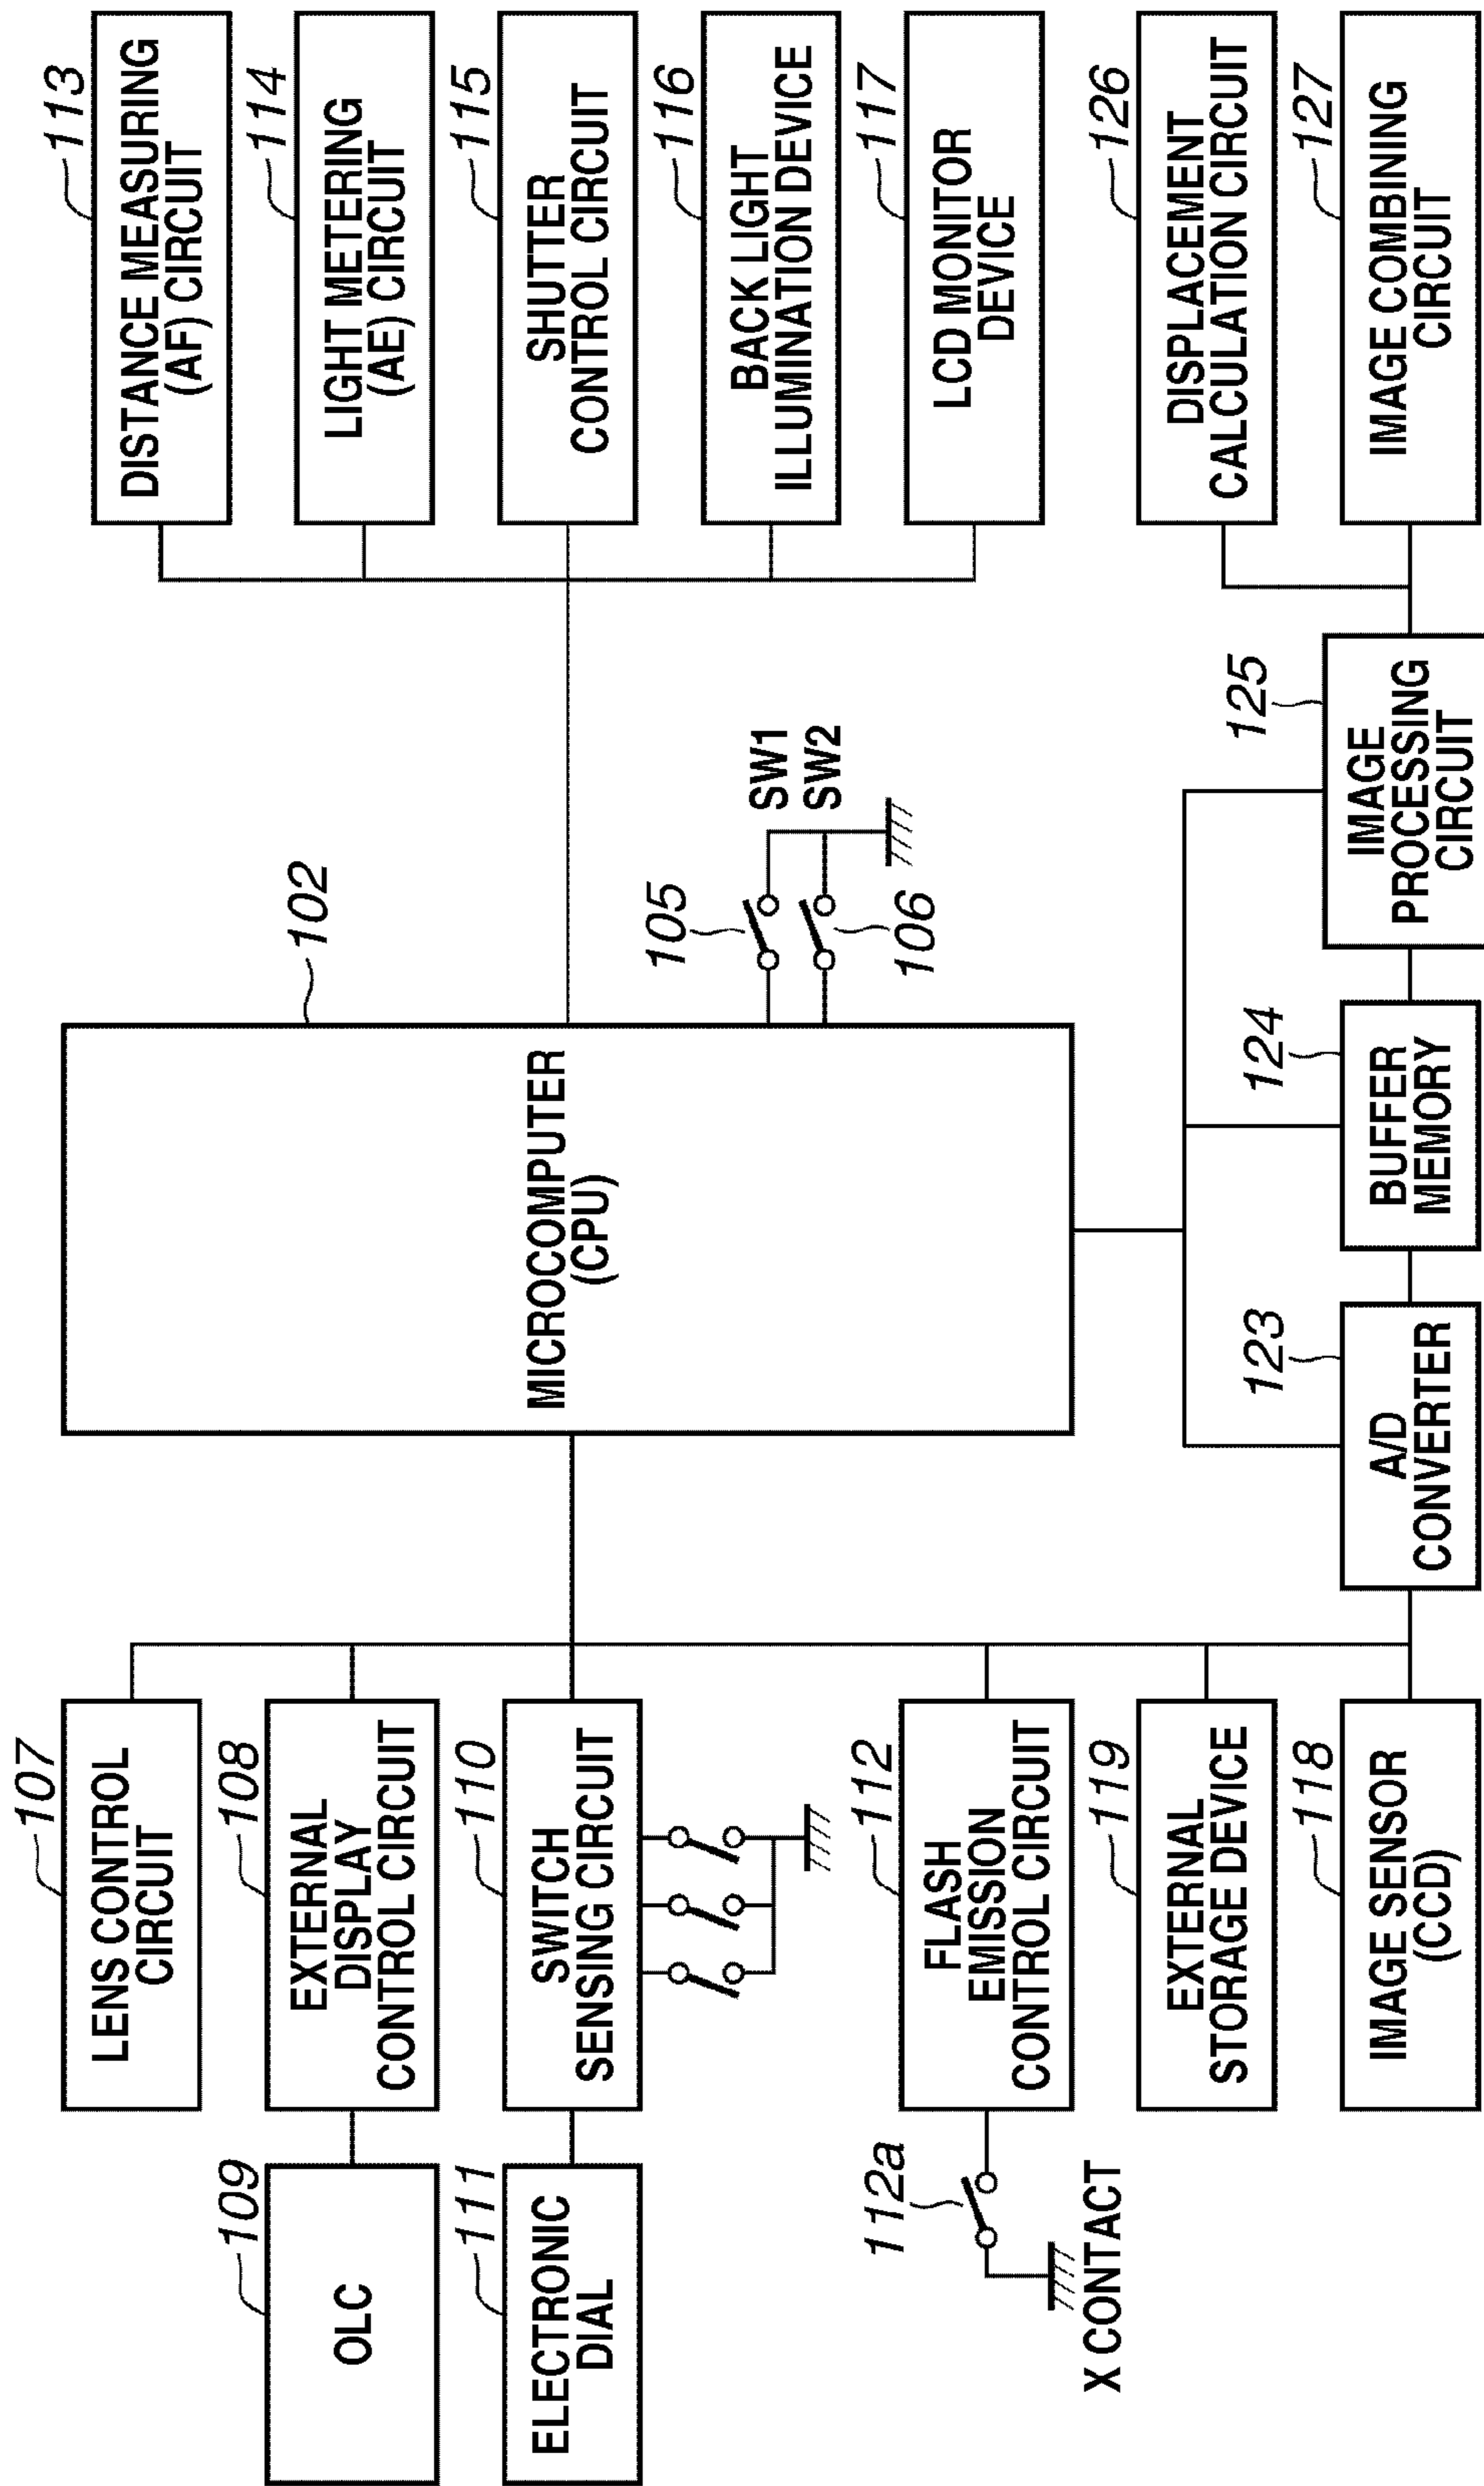 107
LENS CONTROL
CIRCUIT
109
OLC
108
EXTERNAL
DISPLAY
CONTROL CIRCUIT
111
ELECTRONIC
DIAL
110
SWITCH
SENSING CIRCUIT
112a
X CONTACT
112
FLASH
EMISSION
CONTROL CIRCUIT
119
EXTERNAL
STORAGE DEVICE
118
IMAGE SENSOR
(CCD)
102
MICROCOMPUTER
(CPU)
105
SW1
SW2
106
123
A/D
CONVERTER
124
BUFFER
MEMORY
125
IMAGE
PROCESSING
CIRCUIT
113
DISTANCE MEASURING
(AF) CIRCUIT
114
LIGHT METERING
(AE) CIRCUIT
115
SHUTTER
CONTROL CIRCUIT
116
BACK LIGHT
ILLUMINATION DEVICE
117
LCD MONITOR
DEVICE
126
DISPLACEMENT
CALCULATION CIRCUIT
127
IMAGE COMBINING
CIRCUIT